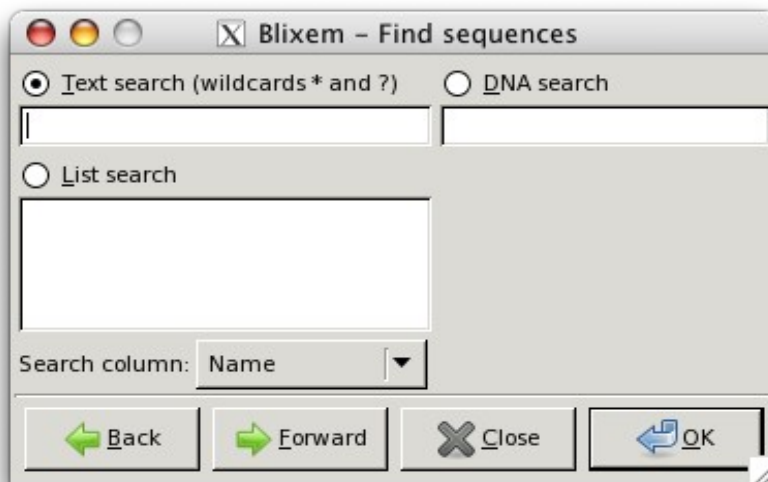 Blixem – Find sequences
Text search (wildcards * and ?) DNA search
List search
Search column: Name
Back Forward Close OK